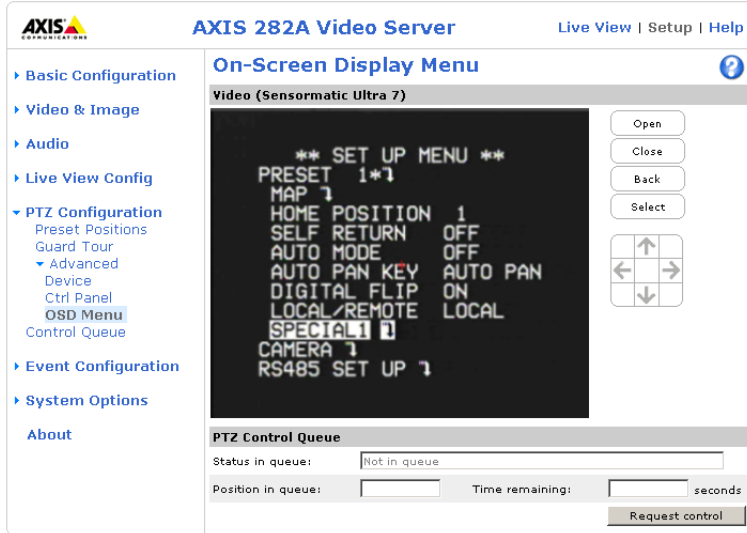 AXIS
COMMUNICATIONS
AXIS 282A Video Server
Live View | Setup | Help
Basic Configuration
Video & Image
Audio
Live View Config
PTZ Configuration
Preset Positions
Guard Tour
Advanced
Device
Ctrl Panel
OSD Menu
Control Queue
Event Configuration
System Options
About
On-Screen Display Menu
?
Video (Sensormatic Ultra 7)
** SET UP MENU **
PRESET 1*↴
MAP ↴
HOME POSITION 1
SELF RETURN OFF
AUTO MODE OFF
AUTO PAN KEY AUTO PAN
DIGITAL FLIP ON
LOCAL/REMOTE LOCAL
SPECIAL1 ↴
CAMERA ↴
RS485 SET UP ↴
Open
Close
Back
Select
PTZ Control Queue
Status in queue: Not in queue
Position in queue: Time remaining: seconds
Request control